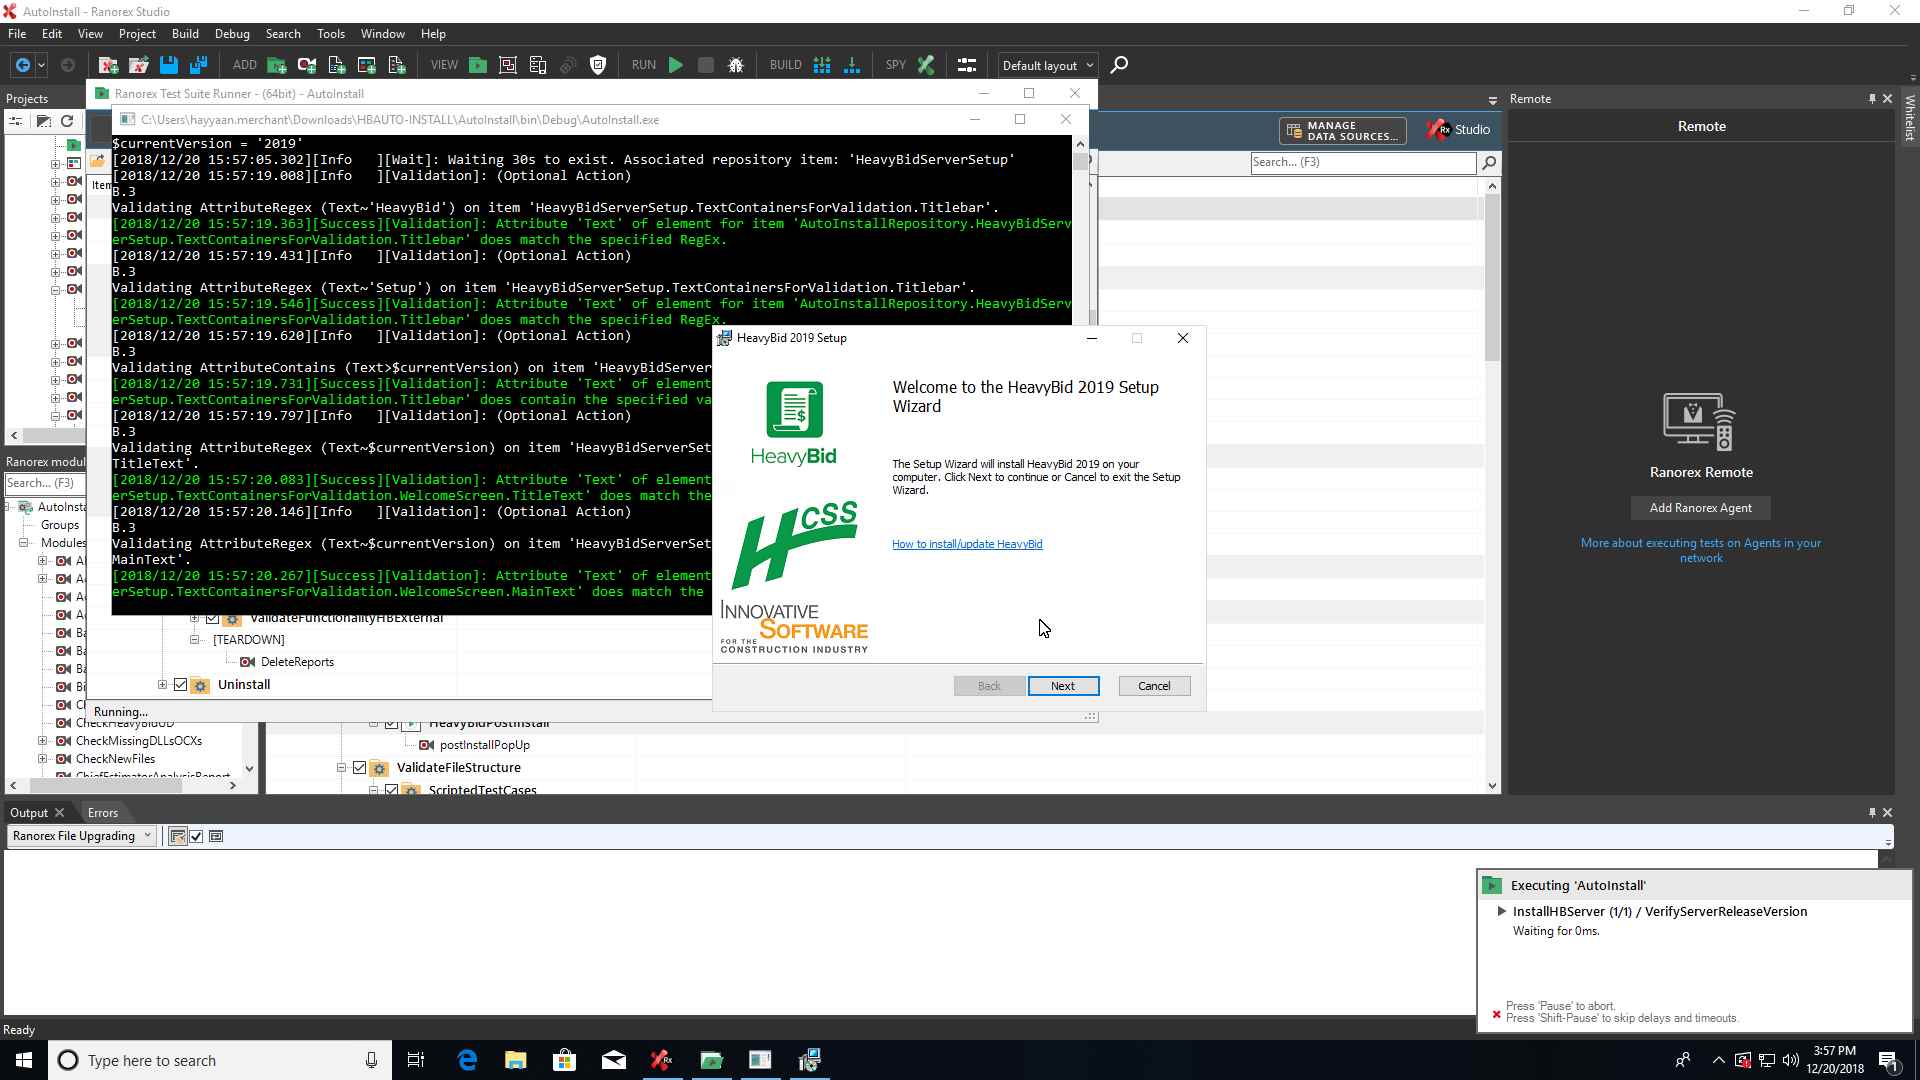 AutoInstall - Ranorex Studio
File Edit View Project Build Debug Search Tools Window Help
ADD VIEW RUN BUILD SPY Default layout
Projects
Ranorex Test Suite Runner - (64bit) - AutoInstall
Remote
Whitelist
C:\Users\hayyaan.merchant\Downloads\HBAUTO-INSTALL\AutoInstall\bin\Debug\AutoInstall.exe
MANAGE
DATA SOURCES...
Rx Studio
Remote
Search... (F3)
Item
$currentVersion = '2019'
[2018/12/20 15:57:05.302][Info   ][Wait]: Waiting 30s to exist. Associated repository item: 'HeavyBidServerSetup'
[2018/12/20 15:57:19.008][Info   ][Validation]: (Optional Action)
B.3
Validating AttributeRegex (Text~'HeavyBid') on item 'HeavyBidServerSetup.TextContainersForValidation.Titlebar'.
[2018/12/20 15:57:19.363][Success][Validation]: Attribute 'Text' of element for item 'AutoInstallRepository.HeavyBidServ
erSetup.TextContainersForValidation.Titlebar' does match the specified RegEx.
[2018/12/20 15:57:19.431][Info   ][Validation]: (Optional Action)
B.3
Validating AttributeRegex (Text~'Setup') on item 'HeavyBidServerSetup.TextContainersForValidation.Titlebar'.
[2018/12/20 15:57:19.546][Success][Validation]: Attribute 'Text' of element for item 'AutoInstallRepository.HeavyBidServ
erSetup.TextContainersForValidation.Titlebar' does match the specified RegEx.
[2018/12/20 15:57:19.620][Info   ][Validation]: (Optional Action)
B.3
Validating AttributeContains (Text>$currentVersion) on item 'HeavyBidServer
[2018/12/20 15:57:19.731][Success][Validation]: Attribute 'Text' of element
erSetup.TextContainersForValidation.Titlebar' does contain the specified va
[2018/12/20 15:57:19.797][Info   ][Validation]: (Optional Action)
B.3
Validating AttributeRegex (Text~$currentVersion) on item 'HeavyBidServerSet
TitleText'.
[2018/12/20 15:57:20.083][Success][Validation]: Attribute 'Text' of element
erSetup.TextContainersForValidation.WelcomeScreen.TitleText' does match the
[2018/12/20 15:57:20.146][Info   ][Validation]: (Optional Action)
B.3
Validating AttributeRegex (Text~$currentVersion) on item 'HeavyBidServerSet
MainText'.
[2018/12/20 15:57:20.267][Success][Validation]: Attribute 'Text' of element
erSetup.TextContainersForValidation.WelcomeScreen.MainText' does match the
HeavyBid 2019 Setup
Welcome to the HeavyBid 2019 Setup
Wizard
HeavyBid
The Setup Wizard will install HeavyBid 2019 on your
computer. Click Next to continue or Cancel to exit the Setup
Wizard.
HCSS
How to install/update HeavyBid
INNOVATIVE
SOFTWARE
FOR THE
CONSTRUCTION INDUSTRY
Back Next Cancel
Ranorex Remote
Add Ranorex Agent
More about executing tests on Agents in your
network
Ranorex modul
Search... (F3)
AutoInsta
Groups
Modules
CheckHeavyBidUD
CheckMissingDLLsOCXs
CheckNewFiles
ChiefEstimatorAnalysisReport
ValidateFunctionalityHBExternal
[TEARDOWN]
DeleteReports
Uninstall
Running...
HeavyBidPostInstall
postInstallPopUp
ValidateFileStructure
ScriptedTestCases
Output Errors
Ranorex File Upgrading
Executing 'AutoInstall'
InstallHBServer (1/1) / VerifyServerReleaseVersion
Waiting for 0ms.
Press 'Pause' to abort.
Press 'Shift-Pause' to skip delays and timeouts.
Ready
Type here to search
3:57 PM
12/20/2018
1